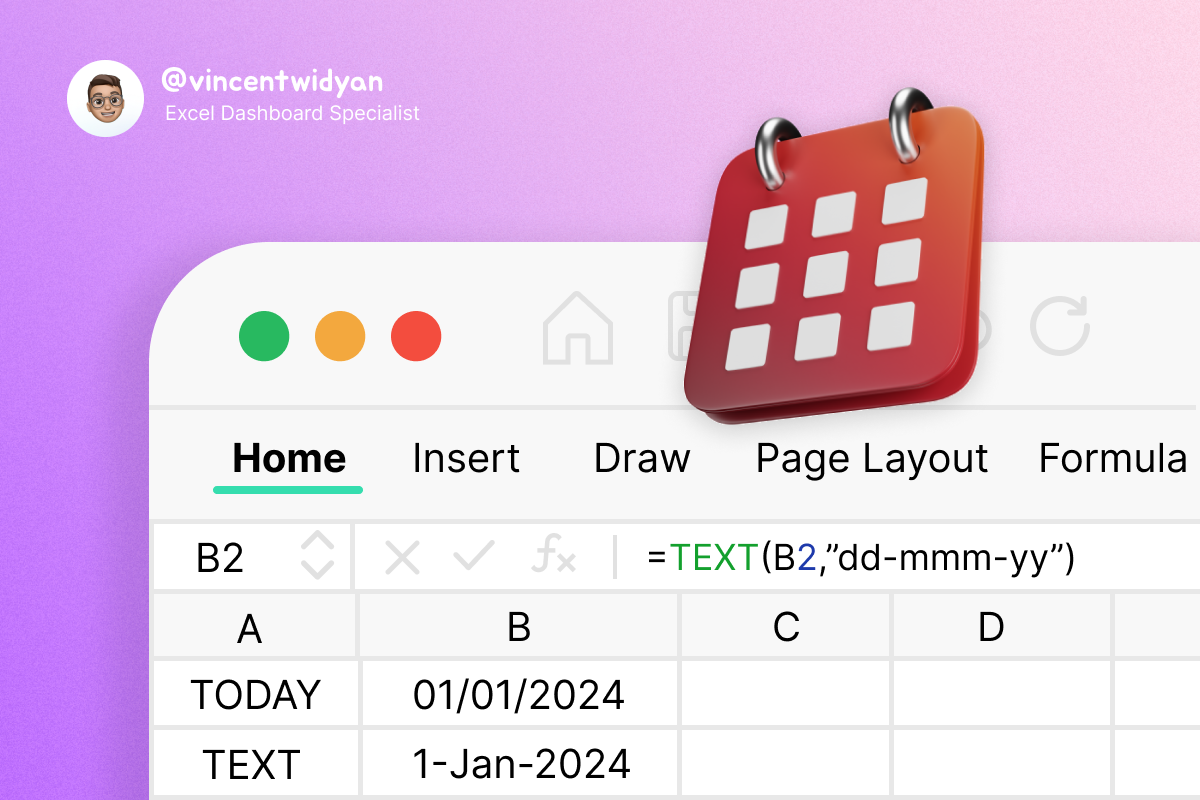 @vincentwidyan
Excel Dashboard Specialist
Home Insert Draw Page Layout Formula
B2 fx =TEXT(B2,”dd-mmm-yy”)
A B C D
TODAY 01/01/2024
TEXT 1-Jan-2024